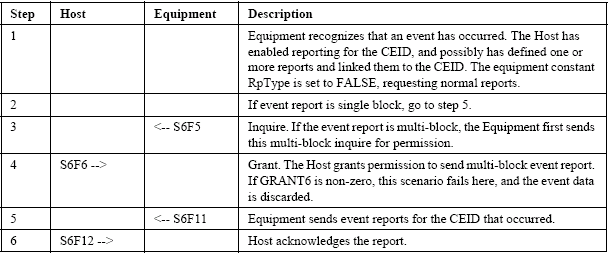 Step Host Equipment Description
1 Equipment recognizes that an event has occurred. The Host has
enabled reporting for the CEID, and possibly has defined one or
more reports and linked them to the CEID. The equipment constant
RpType is set to FALSE, requesting normal reports.
2 If event report is single block, go to step 5.
3 <-- S6F5 Inquire. If the event report is multi-block, the Equipment first sends
this multi-block inquire for permission.
4 S6F6 --> Grant. The Host grants permission to send multi-block event report.
If GRANT6 is non-zero, this scenario fails here, and the event data
is discarded.
5 <-- S6F11 Equipment sends event reports for the CEID that occurred.
6 S6F12 --> Host acknowledges the report.